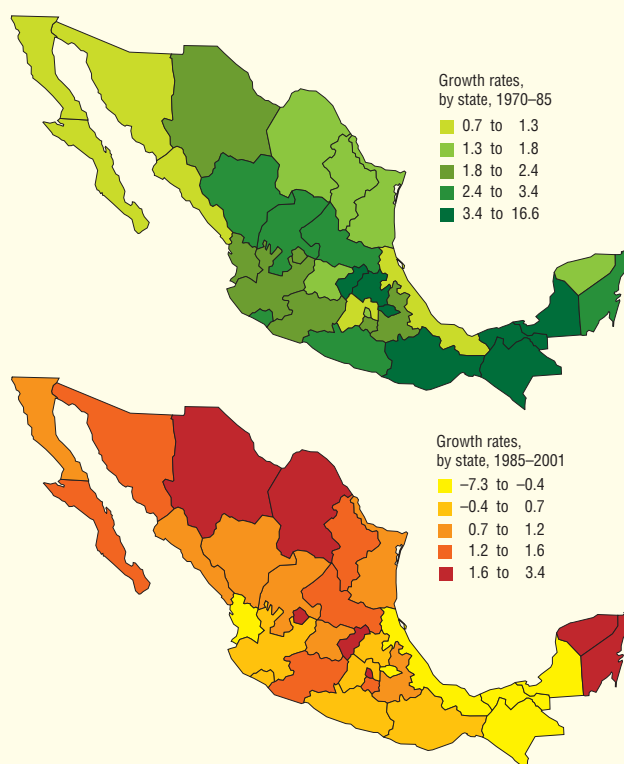 Growth rates,
by state, 1970–85
0.7 to 1.3
1.3 to 1.8
1.8 to 2.4
2.4 to 3.4
3.4 to 16.6
Growth rates,
by state, 1985–2001
–7.3 to –0.4
–0.4 to 0.7
0.7 to 1.2
1.2 to 1.6
1.6 to 3.4